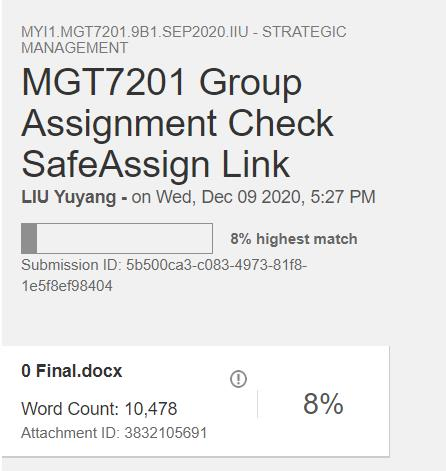 MYI1.MGT7201.9B1.SEP2020.IIU - STRATEGIC
MANAGEMENT
MGT7201 Group
Assignment Check
SafeAssign Link
LIU Yuyang - on Wed, Dec 09 2020, 5:27 PM
8% highest match
Submission ID: 5b500ca3-c083-4973-81f8-
1e5f8ef98404
0 Final.docx
Word Count: 10,478
Attachment ID: 3832105691
8%